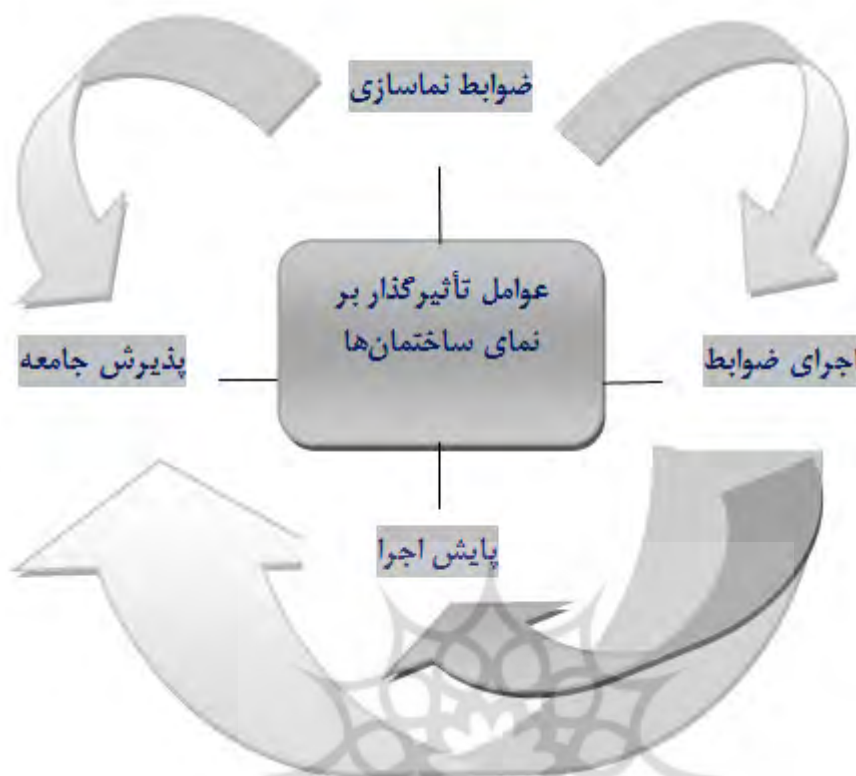 ضوابط نماسازی
عوامل تأثیرگذار بر
نمای ساختمان‌ها
اجرای ضوابط
پذیرش جامعه
پایش اجرا